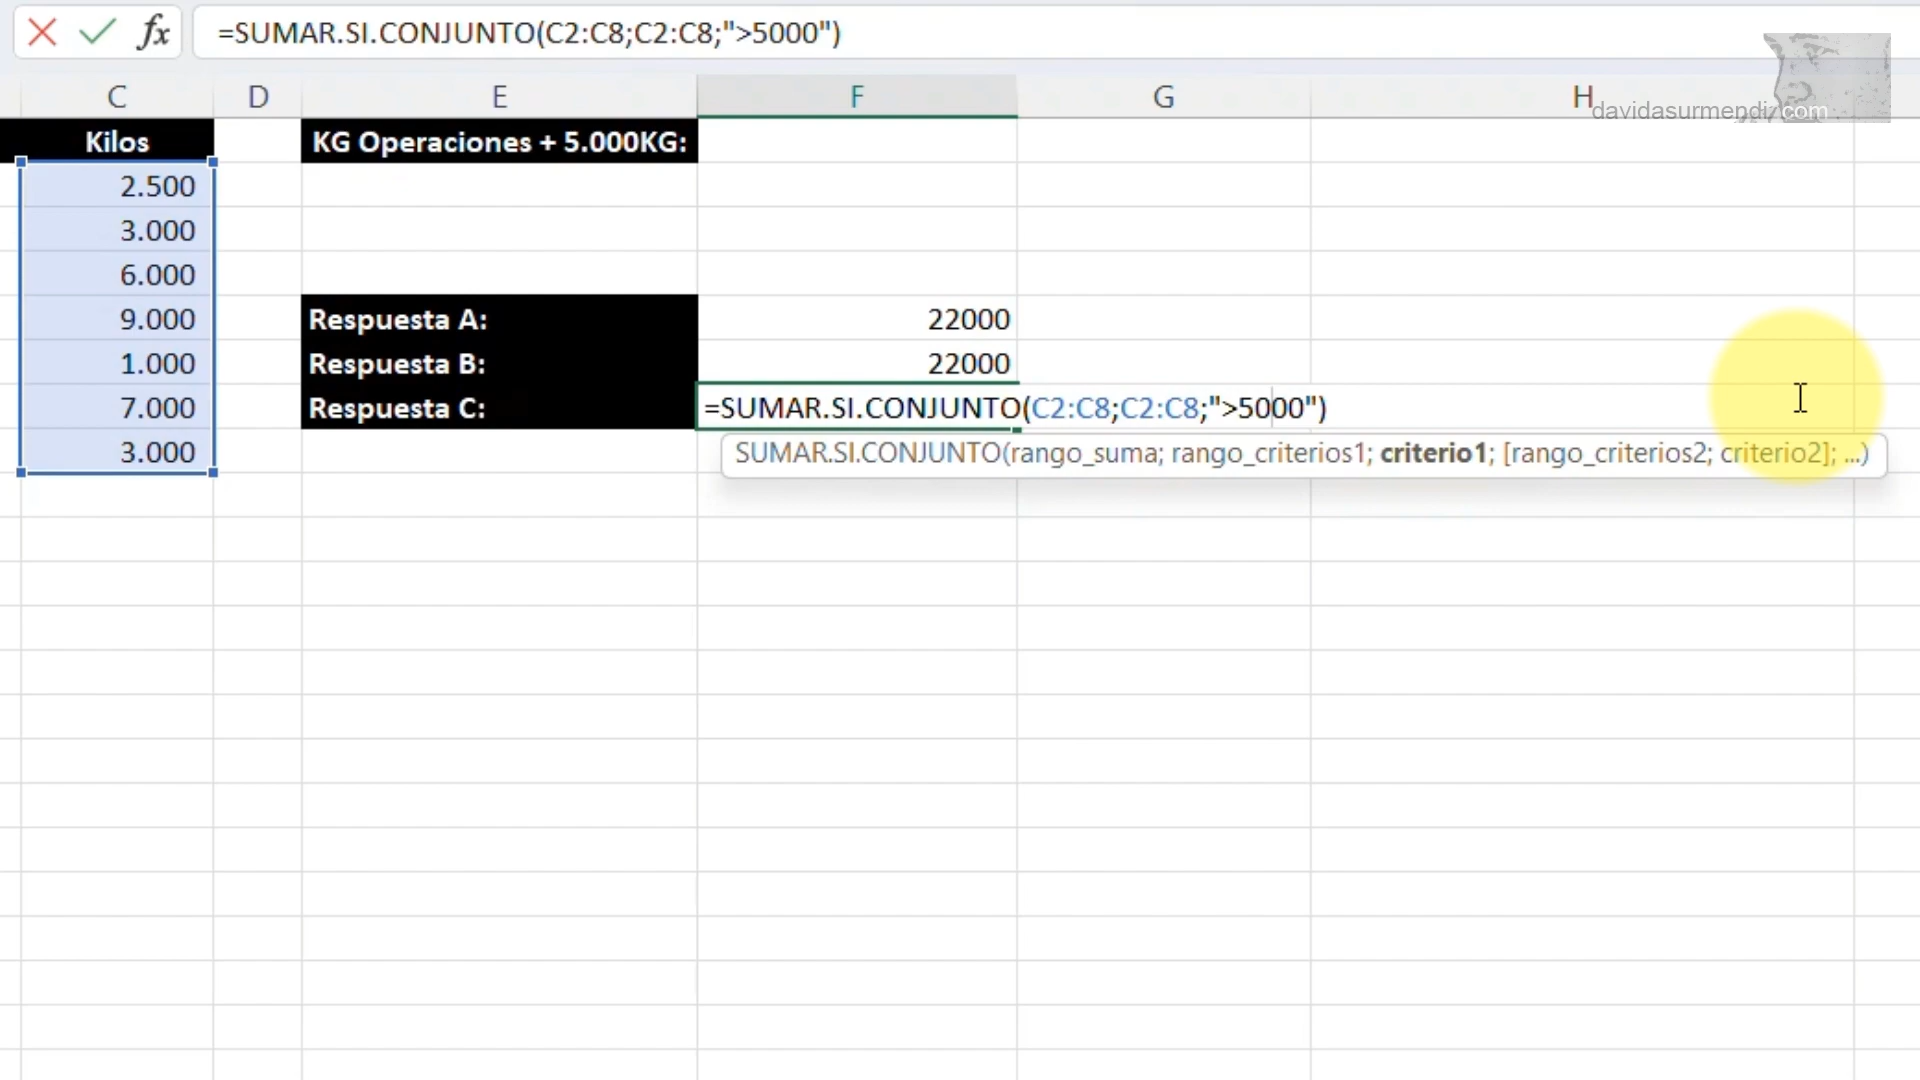 fx =SUMAR.SI.CONJUNTO(C2:C8;C2:C8;">5000")
C D E F G H
davidasurmendi.com
Kilos KG Operaciones + 5.000KG:
2.500
3.000
6.000
9.000 Respuesta A: 22000
1.000 Respuesta B: 22000
7.000 Respuesta C: =SUMAR.SI.CONJUNTO(C2:C8;C2:C8;">5000")
3.000 SUMAR.SI.CONJUNTO(rango_suma; rango_criterios1; criterio1; [rango_criterios2; criterio2]; ...)